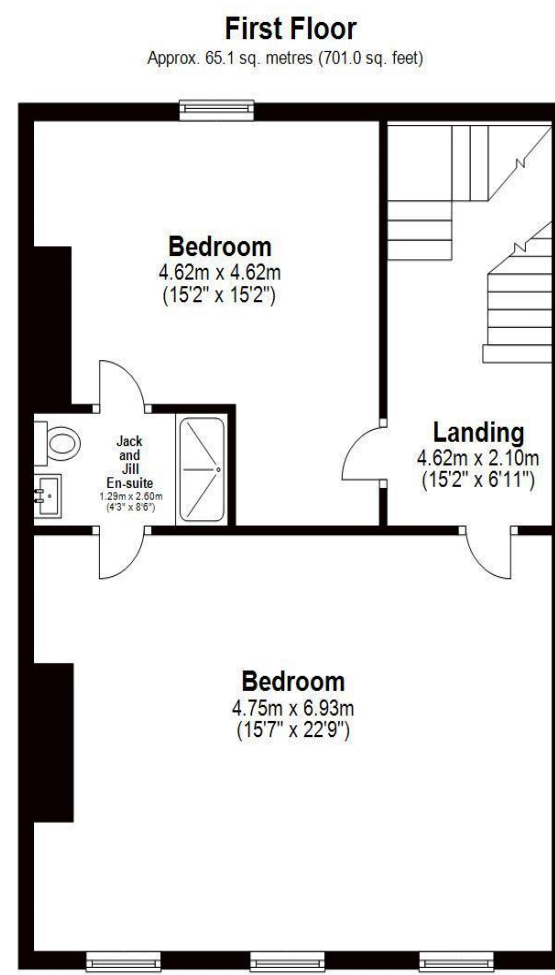 First Floor
Approx. 65.1 sq. metres (701.0 sq. feet)
Bedroom
4.62m x 4.62m
(15'2" x 15'2")
Jack
and
Jill
En-suite
1.29m x 2.60m
(4'3" x 8'6")
Landing
4.62m x 2.10m
(15'2" x 6'11")
Bedroom
4.75m x 6.93m
(15'7" x 22'9")